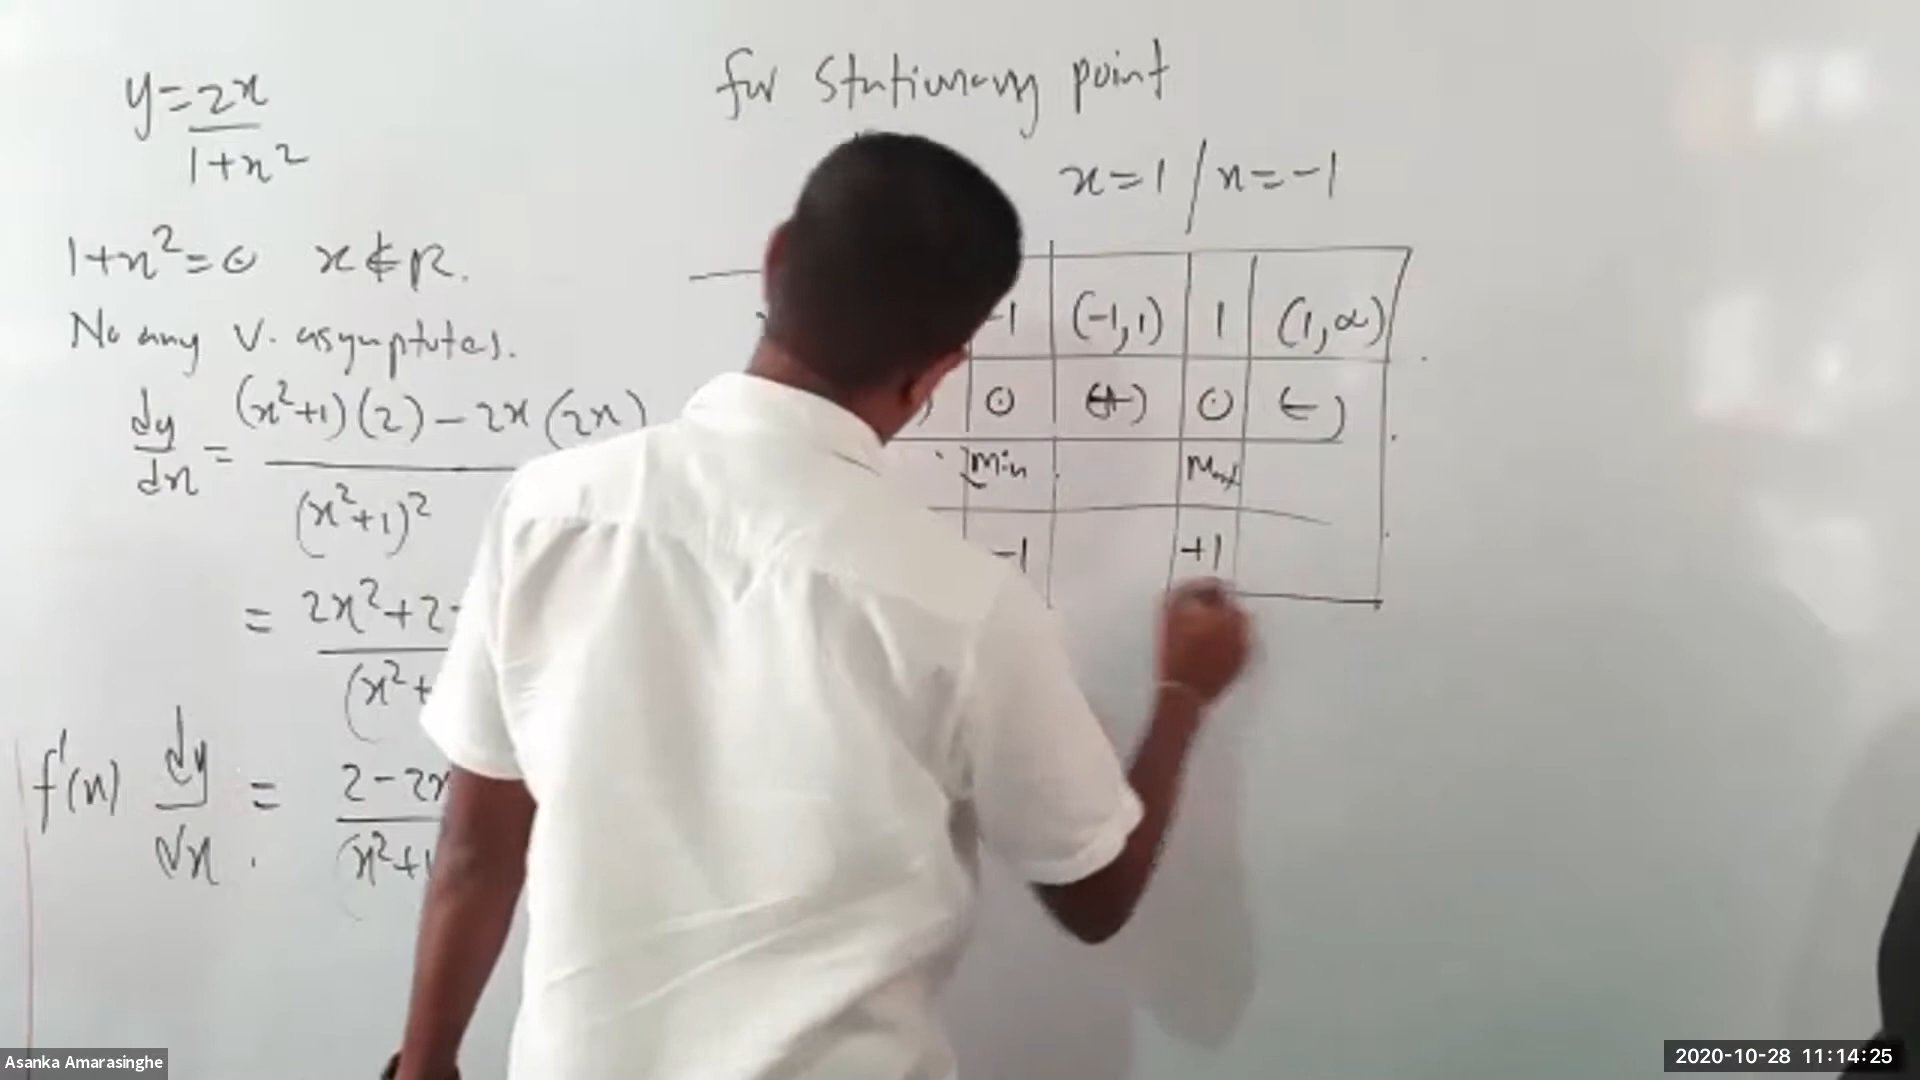 y = 2x / 1+x²
1+x² = 0 x ∉ R.
No any V. asymptotes.
dy/dx = (x²+1)(2) – 2x(2x) / (x²+1)²
= 2x²+2 / (x²+
f'(x) dy/dx = 2-2x / (x²+1
for Stationary point
x=1 / x=-1
-1 (-1,1) 1 (1,∝)
) 0 (+) 0 (-)
Min Max
-1 +1
Asanka Amarasinghe
2020-10-28 11:14:25